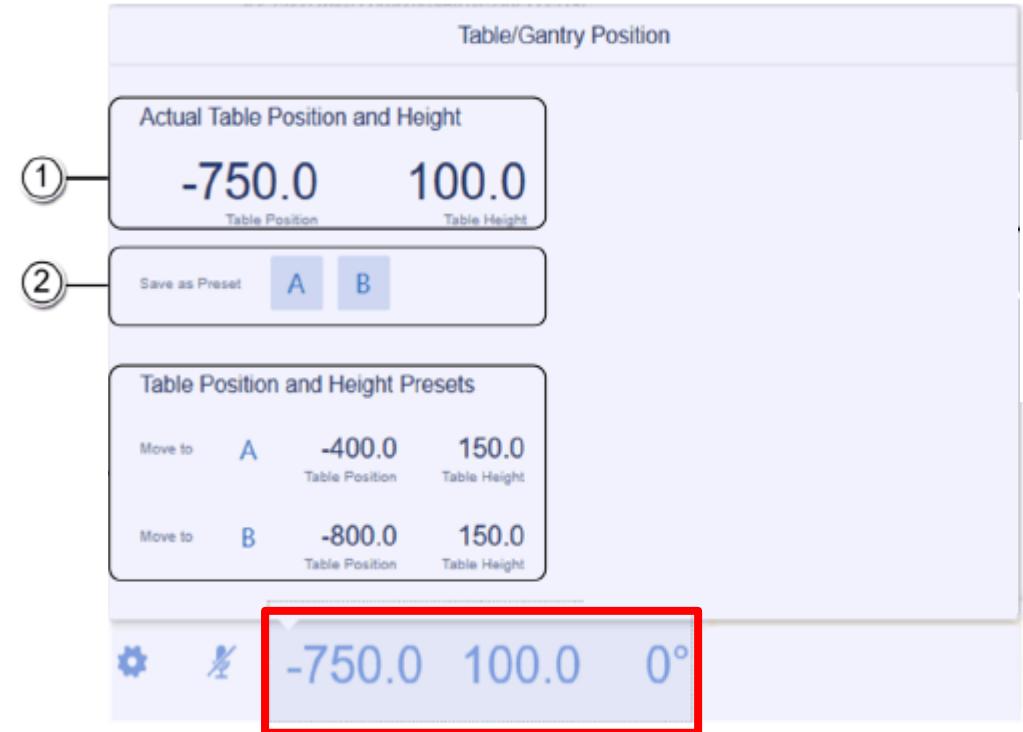 Table/Gantry Position
Actual Table Position and Height
1
-750.0 100.0
Table Position Table Height
2
Save as Preset A B
Table Position and Height Presets
Move to A -400.0 150.0
Table Position Table Height
Move to B -800.0 150.0
Table Position Table Height
-750.0 100.0 0°